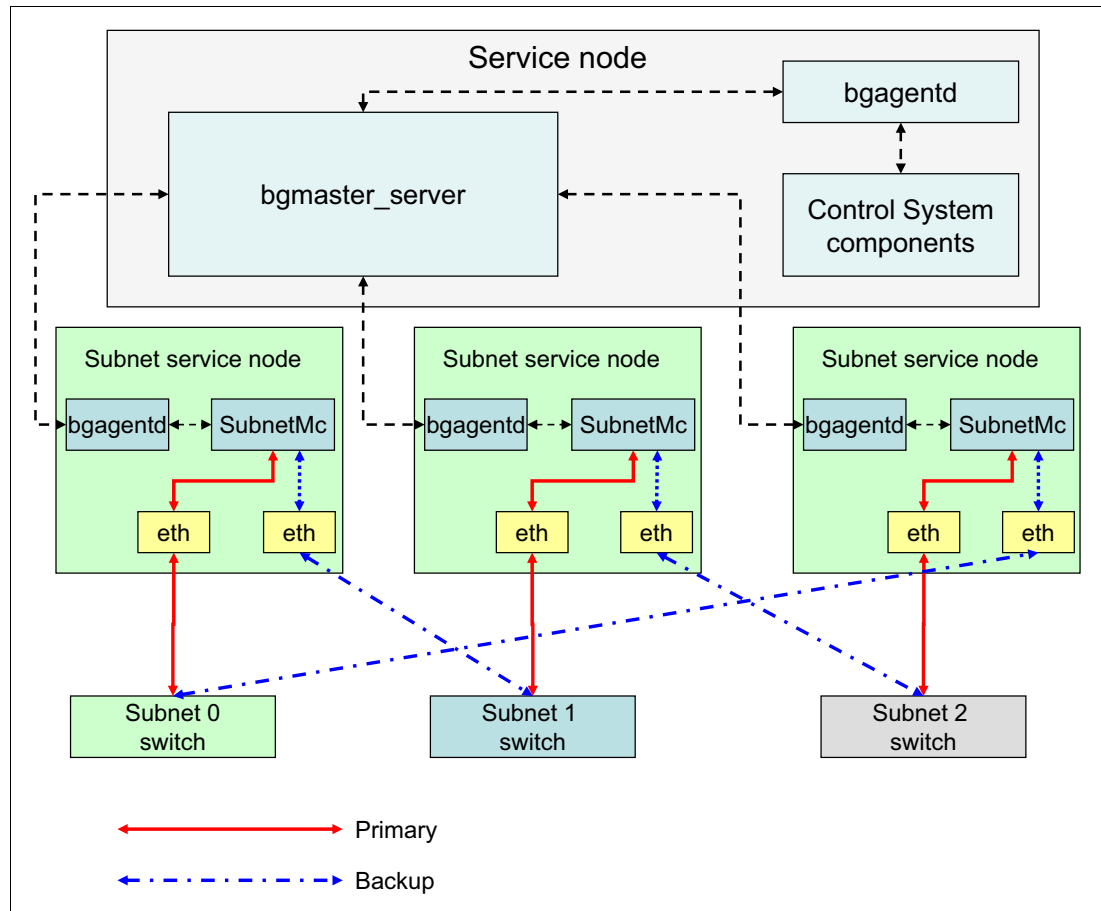 Service node
bgagentd
bgmaster_server
Control System
components
Subnet service node
Subnet service node
Subnet service node
bgagentd
SubnetMc
bgagentd
SubnetMc
bgagentd
SubnetMc
eth
eth
eth
eth
eth
eth
Subnet 0
switch
Subnet 1
switch
Subnet 2
switch
Primary
Backup